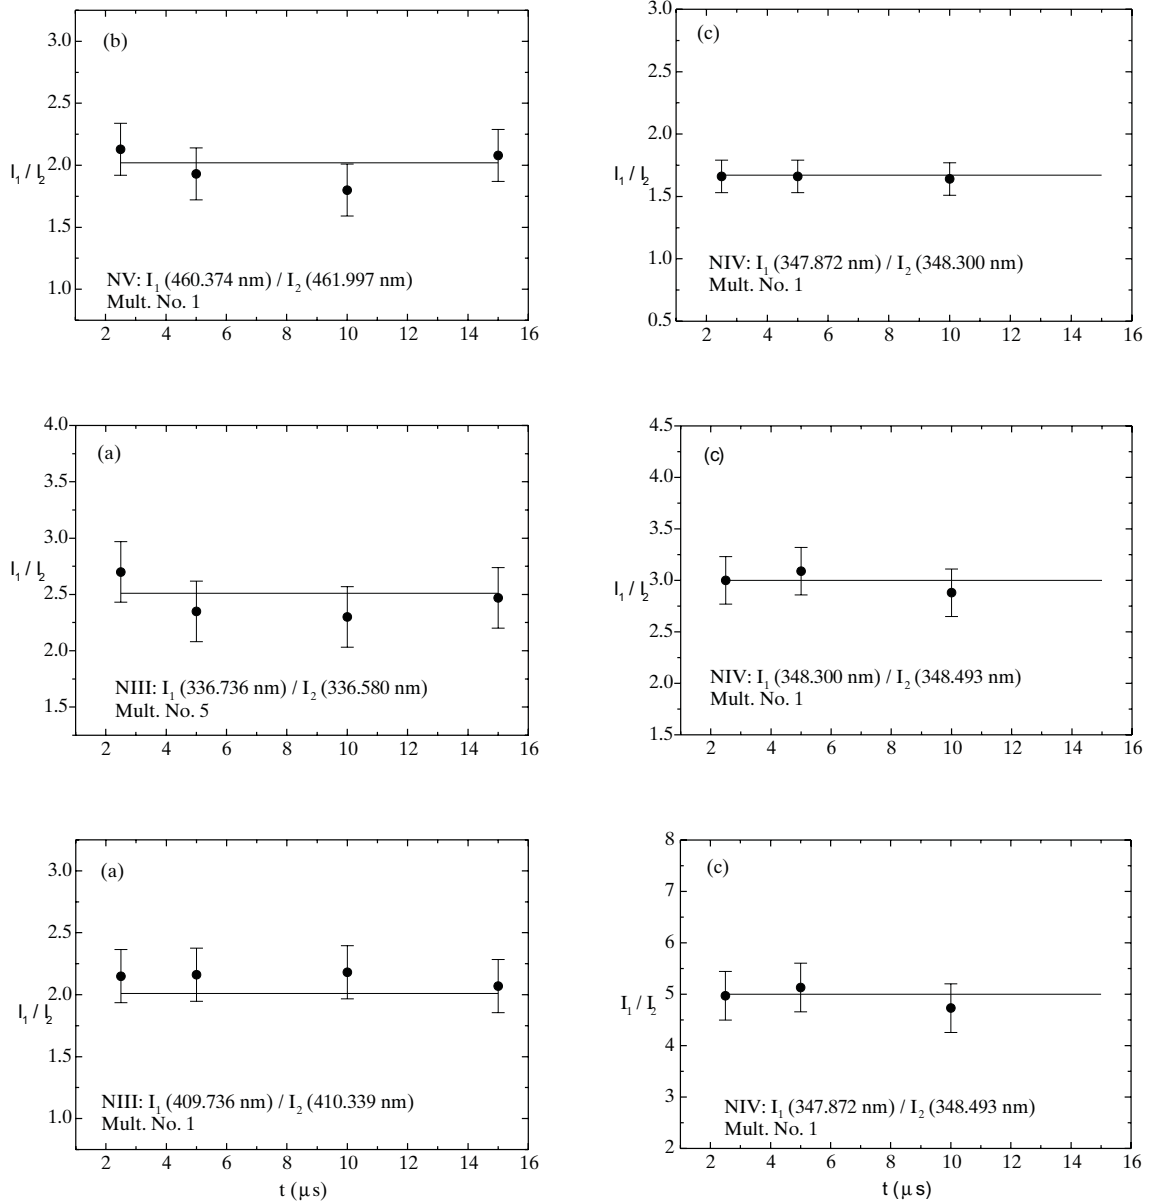 (b)
3.0
2.5
2.0
1.5
1.0
I1 / I2
NV: I1 (460.374 nm) / I2 (461.997 nm)
Mult. No. 1
2 4 6 8 10 12 14 16
(c)
3.0
2.5
2.0
1.5
1.0
0.5
I1 / I2
NIV: I1 (347.872 nm) / I2 (348.300 nm)
Mult. No. 1
2 4 6 8 10 12 14 16
(a)
4.0
3.5
3.0
2.5
2.0
1.5
I1 / I2
NIII: I1 (336.736 nm) / I2 (336.580 nm)
Mult. No. 5
2 4 6 8 10 12 14 16
(c)
4.5
4.0
3.5
3.0
2.5
2.0
1.5
I1 / I2
NIV: I1 (348.300 nm) / I2 (348.493 nm)
Mult. No. 1
2 4 6 8 10 12 14 16
(a)
3.0
2.5
2.0
1.5
1.0
I1 / I2
NIII: I1 (409.736 nm) / I2 (410.339 nm)
Mult. No. 1
2 4 6 8 10 12 14 16
t (μs)
(c)
8
7
6
5
4
3
2
I1 / I2
NIV: I1 (347.872 nm) / I2 (348.493 nm)
Mult. No. 1
2 4 6 8 10 12 14 16
t (μs)